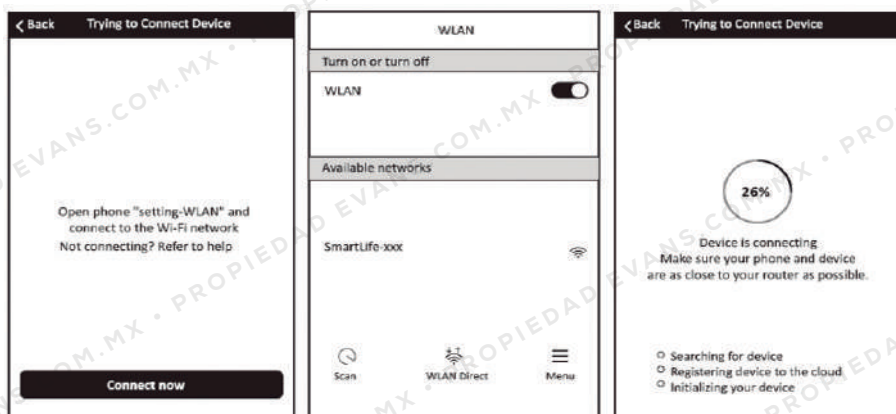 < Back Trying to Connect Device
Open phone "setting-WLAN" and
connect to the Wi-Fi network
Not connecting? Refer to help
Connect now
WLAN
Turn on or turn off
WLAN
Available networks
SmartLife-xxx
Scan WLAN Direct Menu
< Back Trying to Connect Device
26%
Device is connecting
Make sure your phone and device
are as close to your router as possible.
Searching for device
Registering device to the cloud
Initializing your device
PROPIEDAD EVANS.COM.MX • PROPIEDAD EVANS.COM.MX